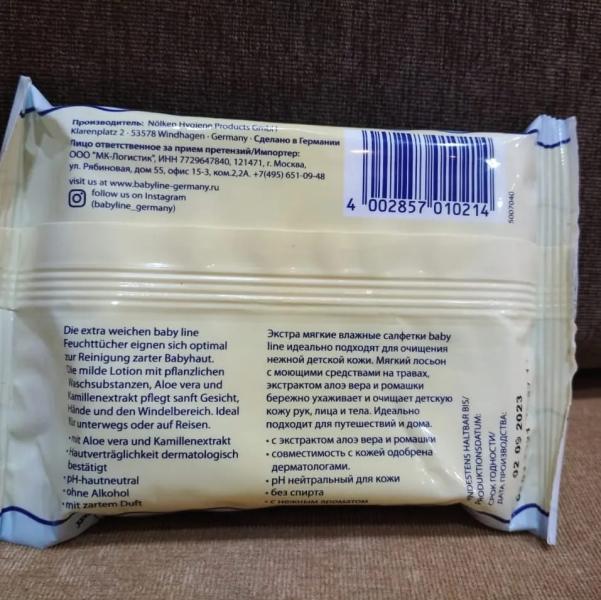 Производитель: Nölken Hygiene Products GmbH
Klarenplatz 2 · 53578 Windhagen · Germany · Сделано в Германии
Лицо ответственное за прием претензий/Импортер:
ООО "МК-Логистик", ИНН 7729647840, 121471, г. Москва,
ул. Рябиновая, дом 55, офис 15-3, ком.2,2А. +7(495) 651-09-48
visit us at www.babyline-germany.ru
follow us on Instagram
(babyline_germany)
4 002857 010214
5007040
Die extra weichen baby line
Feuchttücher eignen sich optimal
zur Reinigung zarter Babyhaut.
Die milde Lotion mit pflanzlichen
Waschsubstanzen, Aloe vera und
Kamillenextrakt pflegt sanft Gesicht,
Hände und den Windelbereich. Ideal
für unterwegs oder auf Reisen.
• mit Aloe vera und Kamillenextrakt
• Hautverträglichkeit dermatologisch
bestätigt
• pH-hautneutral
• ohne Alkohol
• mit zartem Duft
Экстра мягкие влажные салфетки baby
line идеально подходят для очищения
нежной детской кожи. Мягкий лосьон
с моющими средствами на травах,
экстрактом алоэ вера и ромашки
бережно ухаживает и очищает детскую
кожу рук, лица и тела. Идеально
подходит для путешествий и дома.
• с экстрактом алоэ вера и ромашки
• совместимость с кожей одобрена
дерматологами.
• pH нейтральный для кожи
• без спирта
• с нежным ароматом
HALTBAR BIS/
PRODUKTIONSDATUM:
СРОК ГОДНОСТИ/
ДАТА ПРОИЗВОДСТВА:
02 09 2023